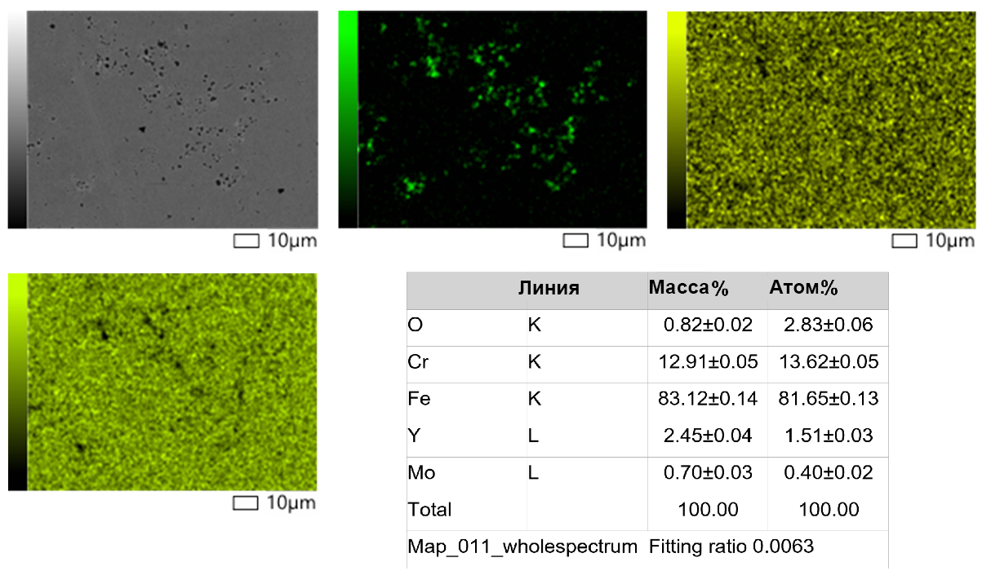 10µm
10µm
10µm
10µm
Линия Масса% Атом.%
O K 0.82±0.02 2.83±0.06
Cr K 12.91±0.05 13.62±0.05
Fe K 83.12±0.14 81.65±0.13
Y L 2.45±0.04 1.51±0.03
Mo L 0.70±0.03 0.40±0.02
Total 100.00 100.00
Map_011_wholespectrum Fitting ratio 0.0063